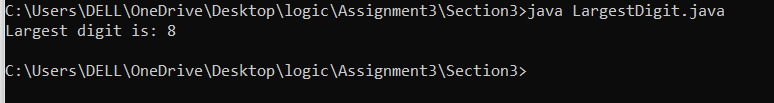 C:\Users\DELL\OneDrive\Desktop\logic\Assignment3\Section3>java LargestDigit.java
Largest digit is: 8
C:\Users\DELL\OneDrive\Desktop\logic\Assignment3\Section3>